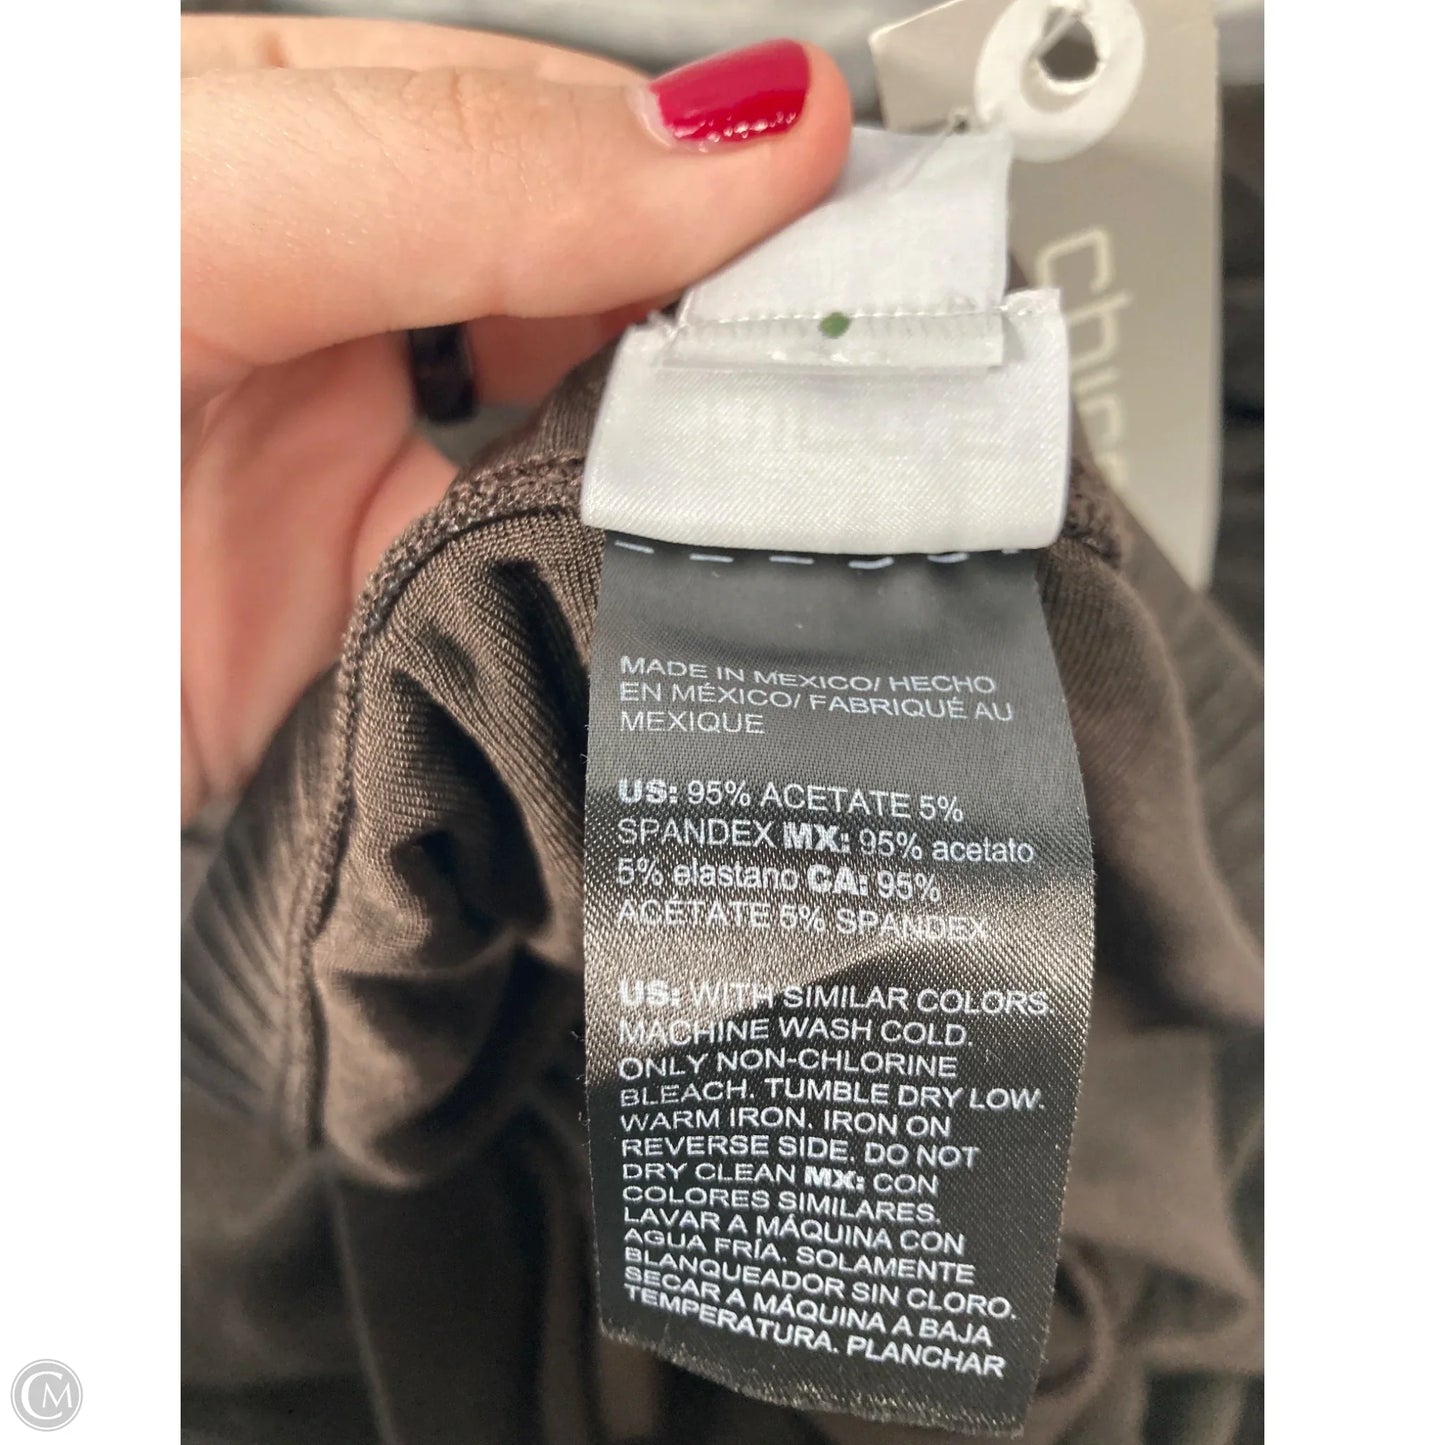 MADE IN MEXICO/ HECHO
EN MÉXICO/ FABRIQUÉ AU
MEXIQUE
US: 95% ACETATE 5%
SPANDEX MX: 95% acetato
5% elastano CA: 95%
ACÉTATE 5% SPANDEX
US: WITH SIMILAR COLORS.
MACHINE WASH COLD.
ONLY NON-CHLORINE
BLEACH. TUMBLE DRY LOW.
WARM IRON. IRON ON
REVERSE SIDE. DO NOT
DRY CLEAN MX: CON
COLORES SIMILARES.
LAVAR A MÁQUINA CON
AGUA FRÍA. SOLAMENTE
BLANQUEADOR SIN CLORO.
SECAR A MÁQUINA A BAJA
TEMPERATURA. PLANCHAR
CM